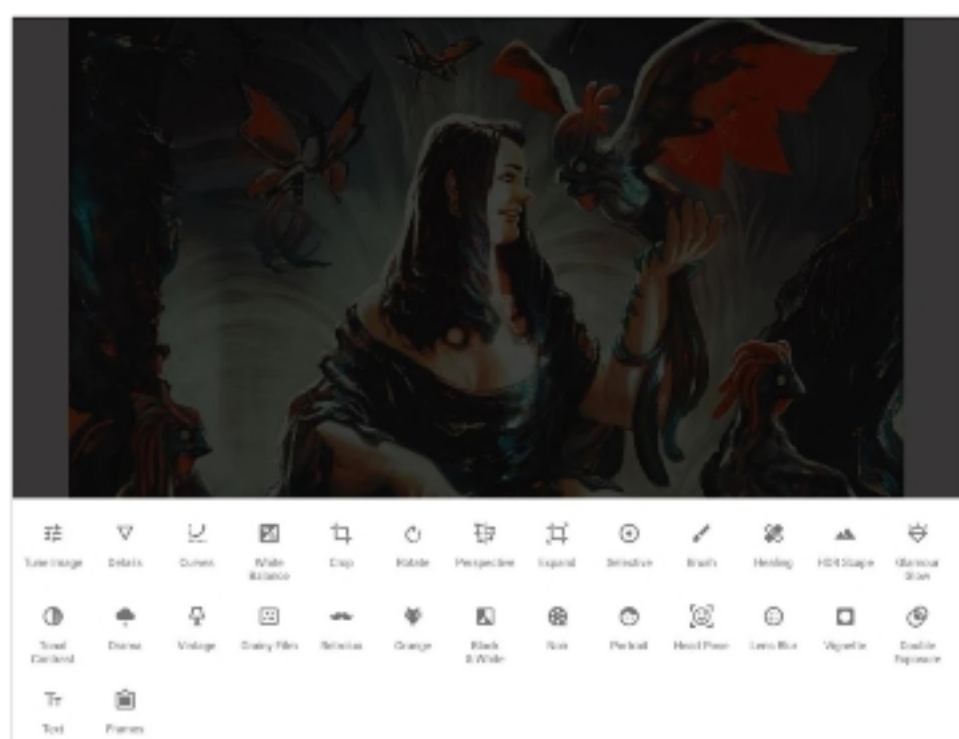 Tune Image Details Curves White Balance Crop Rotate Perspective Expand Selective Brush Healing HDR Scape Glamour Glow
Tonal Contrast Drama Vintage Grainy Film Retrolux Grunge Black & White Noir Portrait Head Pose Lens Blur Vignette Double Exposure
Text Frames